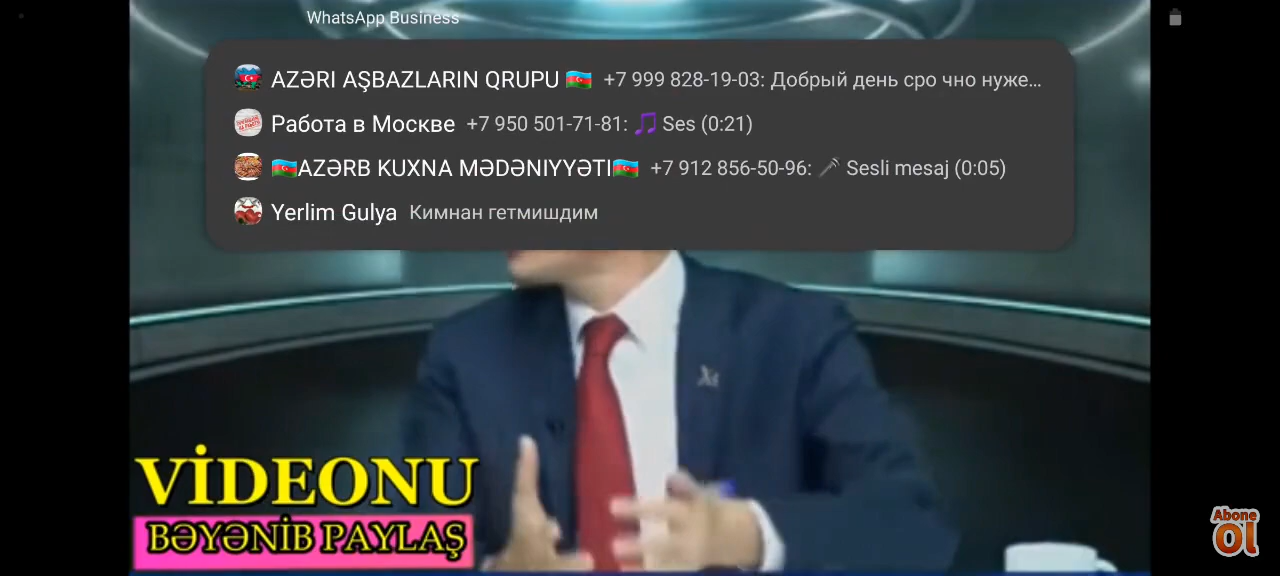 WhatsApp Business
AZƏRI AŞBAZLARIN QRUPU 🇦🇿 +7 999 828-19-03: Добрый день сро чно нуже…
Работа в Москве +7 950 501-71-81: 🎵 Ses (0:21)
🇦🇿AZƏRB KUXNA MƏDƏNIYYƏTI🇦🇿 +7 912 856-50-96: 🎤 Sesli mesaj (0:05)
Yerlim Gulya Кимнан гетмишдим
VİDEONU
BƏYƏNİB PAYLAŞ
Abone
Ol